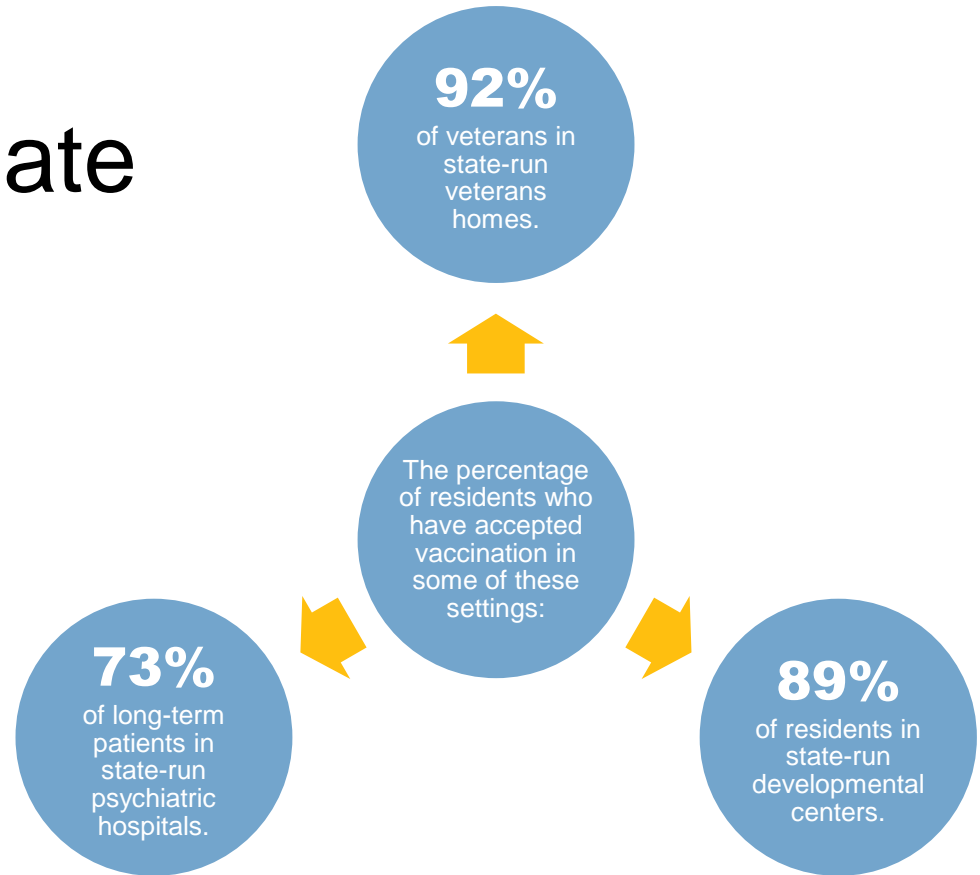 ate
92%
of veterans in
state-run
veterans
homes.
The percentage
of residents who
have accepted
vaccination in
some of these
settings:
73%
of long-term
patients in
state-run
psychiatric
hospitals.
89%
of residents in
state-run
developmental
centers.